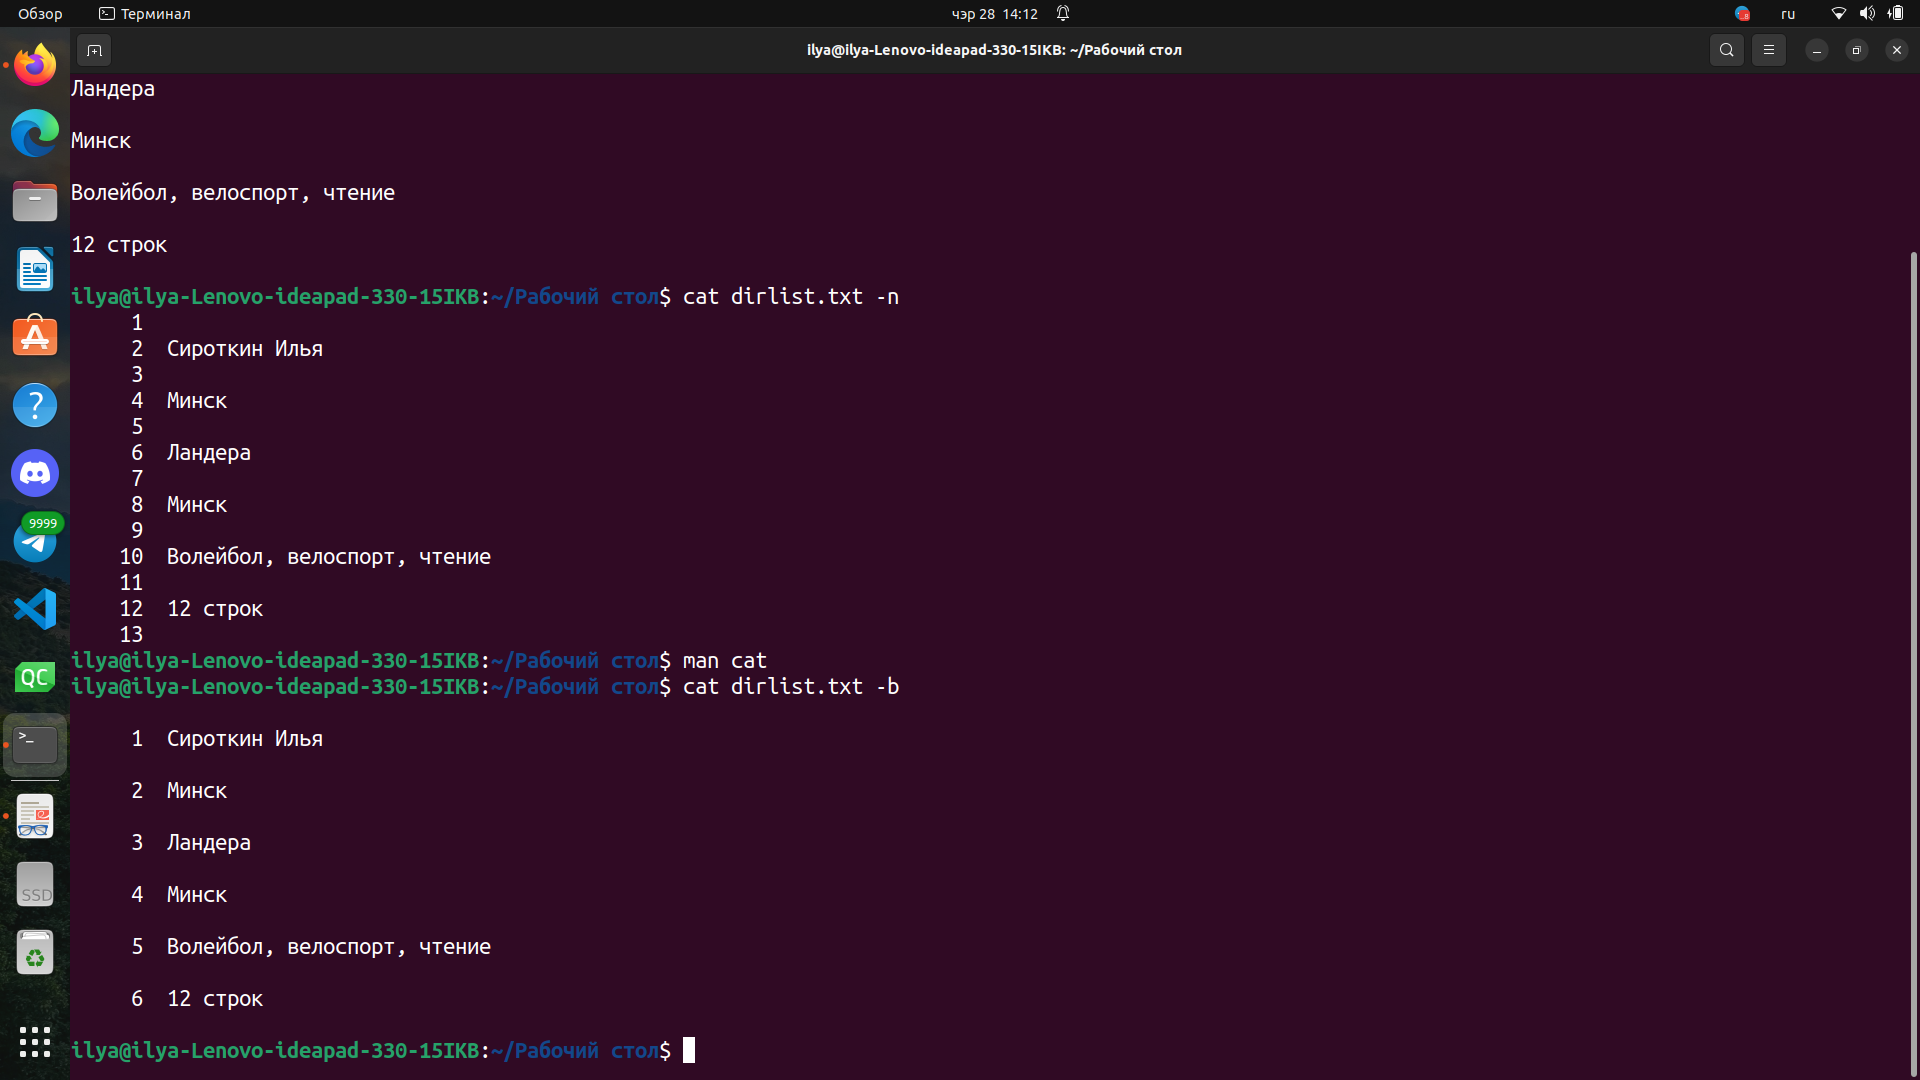 Обзор Терминал чэр 28 14:12 ru
ilya@ilya-Lenovo-ideapad-330-15IKB: ~/Рабочий стол
Ландера
Минск
Волейбол, велоспорт, чтение
12 строк
ilya@ilya-Lenovo-ideapad-330-15IKB:~/Рабочий стол$ cat dirlist.txt -n
1
2 Сироткин Илья
3
4 Минск
5
6 Ландера
7
8 Минск
9
10 Волейбол, велоспорт, чтение
11
12 12 строк
13
ilya@ilya-Lenovo-ideapad-330-15IKB:~/Рабочий стол$ man cat
ilya@ilya-Lenovo-ideapad-330-15IKB:~/Рабочий стол$ cat dirlist.txt -b
1 Сироткин Илья
2 Минск
3 Ландера
4 Минск
5 Волейбол, велоспорт, чтение
6 12 строк
ilya@ilya-Lenovo-ideapad-330-15IKB:~/Рабочий стол$
9999
QC
>_
SSD